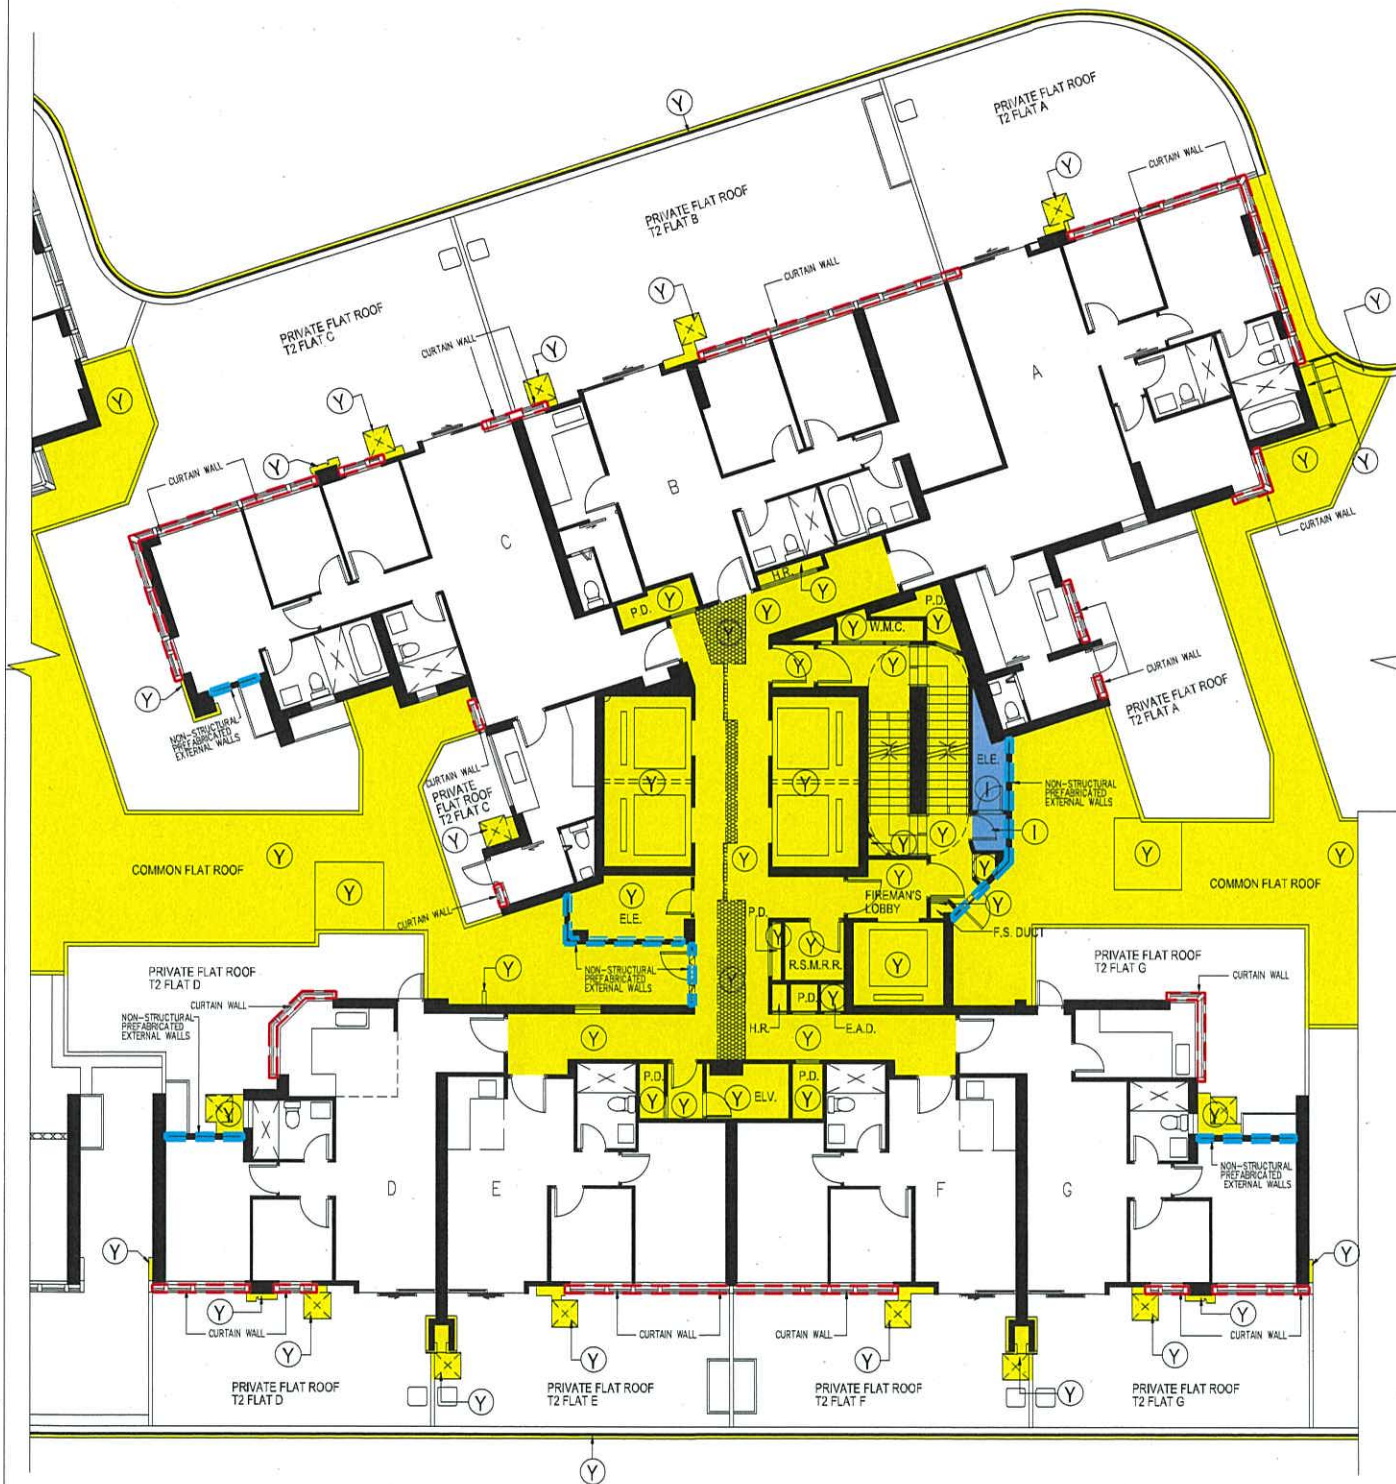 PRIVATE FLAT ROOF
T2 FLAT A
Y
CURTAIN WALL
Y
PRIVATE FLAT ROOF
T2 FLAT B
CURTAIN WALL
Y
Y
PRIVATE FLAT ROOF
T2 FLAT C
CURTAIN WALL
Y
Y
Y
A
CURTAIN WALL
Y
B
C
Y
Y
CURTAIN WALL
H.R.
Y
P.D.
Y
Y
Y
P.D.
Y
Y
W.M.C.
Y
Y
CURTAIN WALL
PRIVATE FLAT ROOF
T2 FLAT A
Y
NON-STRUCTURAL
PREFABRICATED
EXTERNAL WALLS
CURTAIN WALL
PRIVATE
FLAT ROOF
T2 FLAT C
Y
Y
Y
ELE.
I
I
NON-STRUCTURAL
PREFABRICATED
EXTERNAL WALLS
Y
Y
Y
COMMON FLAT ROOF
Y
Y
Y
Y
Y
Y
Y
COMMON FLAT ROOF
FIREMAN'S
LOBBY
Y
F.S. DUCT
CURTAIN WALL
ELE.
Y
P.D.
Y
Y
R.S.M.R.R.
Y
PRIVATE FLAT ROOF
T2 FLAT D
CURTAIN WALL
NON-STRUCTURAL
PREFABRICATED
EXTERNAL WALLS
Y
NON-STRUCTURAL
PREFABRICATED
EXTERNAL WALLS
Y
P.D.
Y
H.R.
E.A.D.
PRIVATE FLAT ROOF
T2 FLAT G
CURTAIN WALL
Y
Y
P.D.
Y
Y
Y
ELV.
P.D.
Y
Y
Y
NON-STRUCTURAL
PREFABRICATED
EXTERNAL WALLS
D
E
F
G
Y
Y
Y
Y
CURTAIN WALL
CURTAIN WALL
CURTAIN WALL
CURTAIN WALL
Y
Y
Y
Y
PRIVATE FLAT ROOF
T2 FLAT D
Y
PRIVATE FLAT ROOF
T2 FLAT E
PRIVATE FLAT ROOF
T2 FLAT F
Y
PRIVATE FLAT ROOF
T2 FLAT G
Y